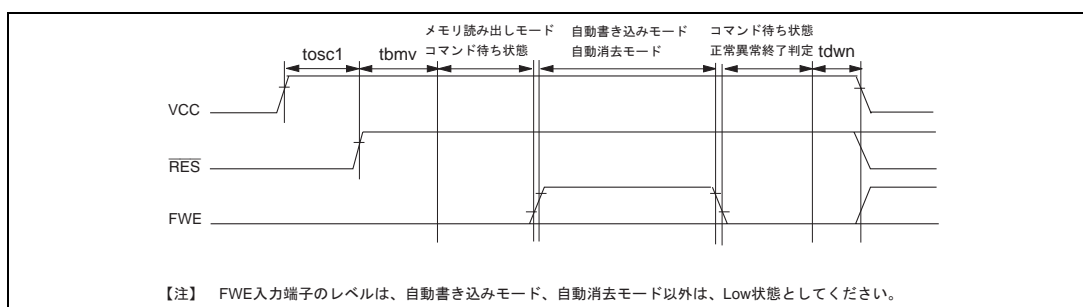 メモリ読み出しモード
コマンド待ち状態
自動書き込みモード
自動消去モード
コマンド待ち状態
正常異常終了判定
tosc1
tbmv
tdwn
VCC
RES
FWE
【注】 FWE入力端子のレベルは、自動書き込みモード、自動消去モード以外は、Low状態としてください。